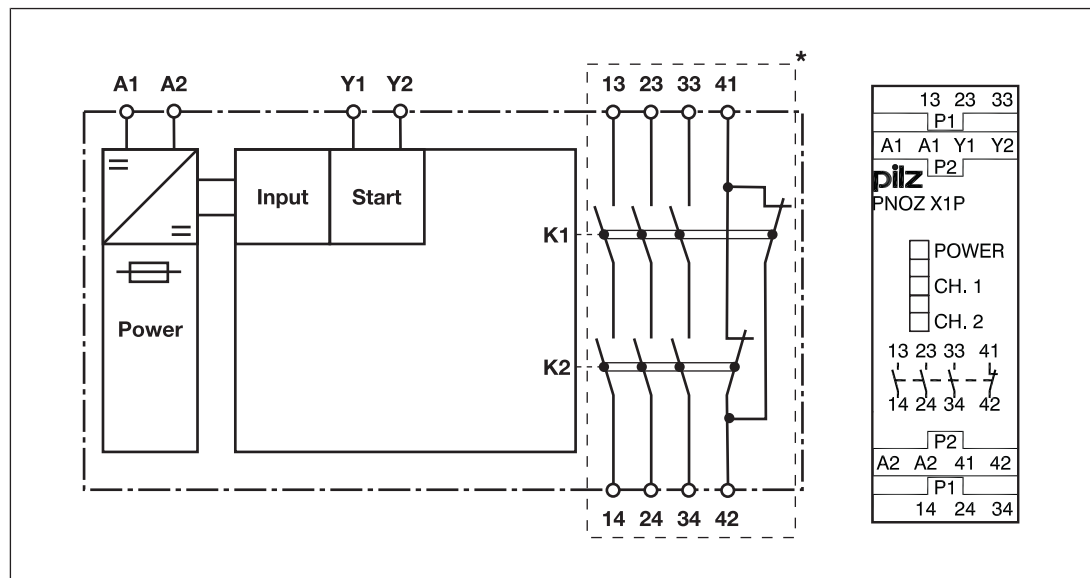 *
A1 A2 Y1 Y2 13 23 33 41
Input Start
K1
Power
K2
14 24 34 42
13 23 33
P1
A1 A1 Y1 Y2
P2
pilz
PNOZ X1P
POWER
CH. 1
CH. 2
13 23 33 41
14 24 34 42
P2
A2 A2 41 42
P1
14 24 34